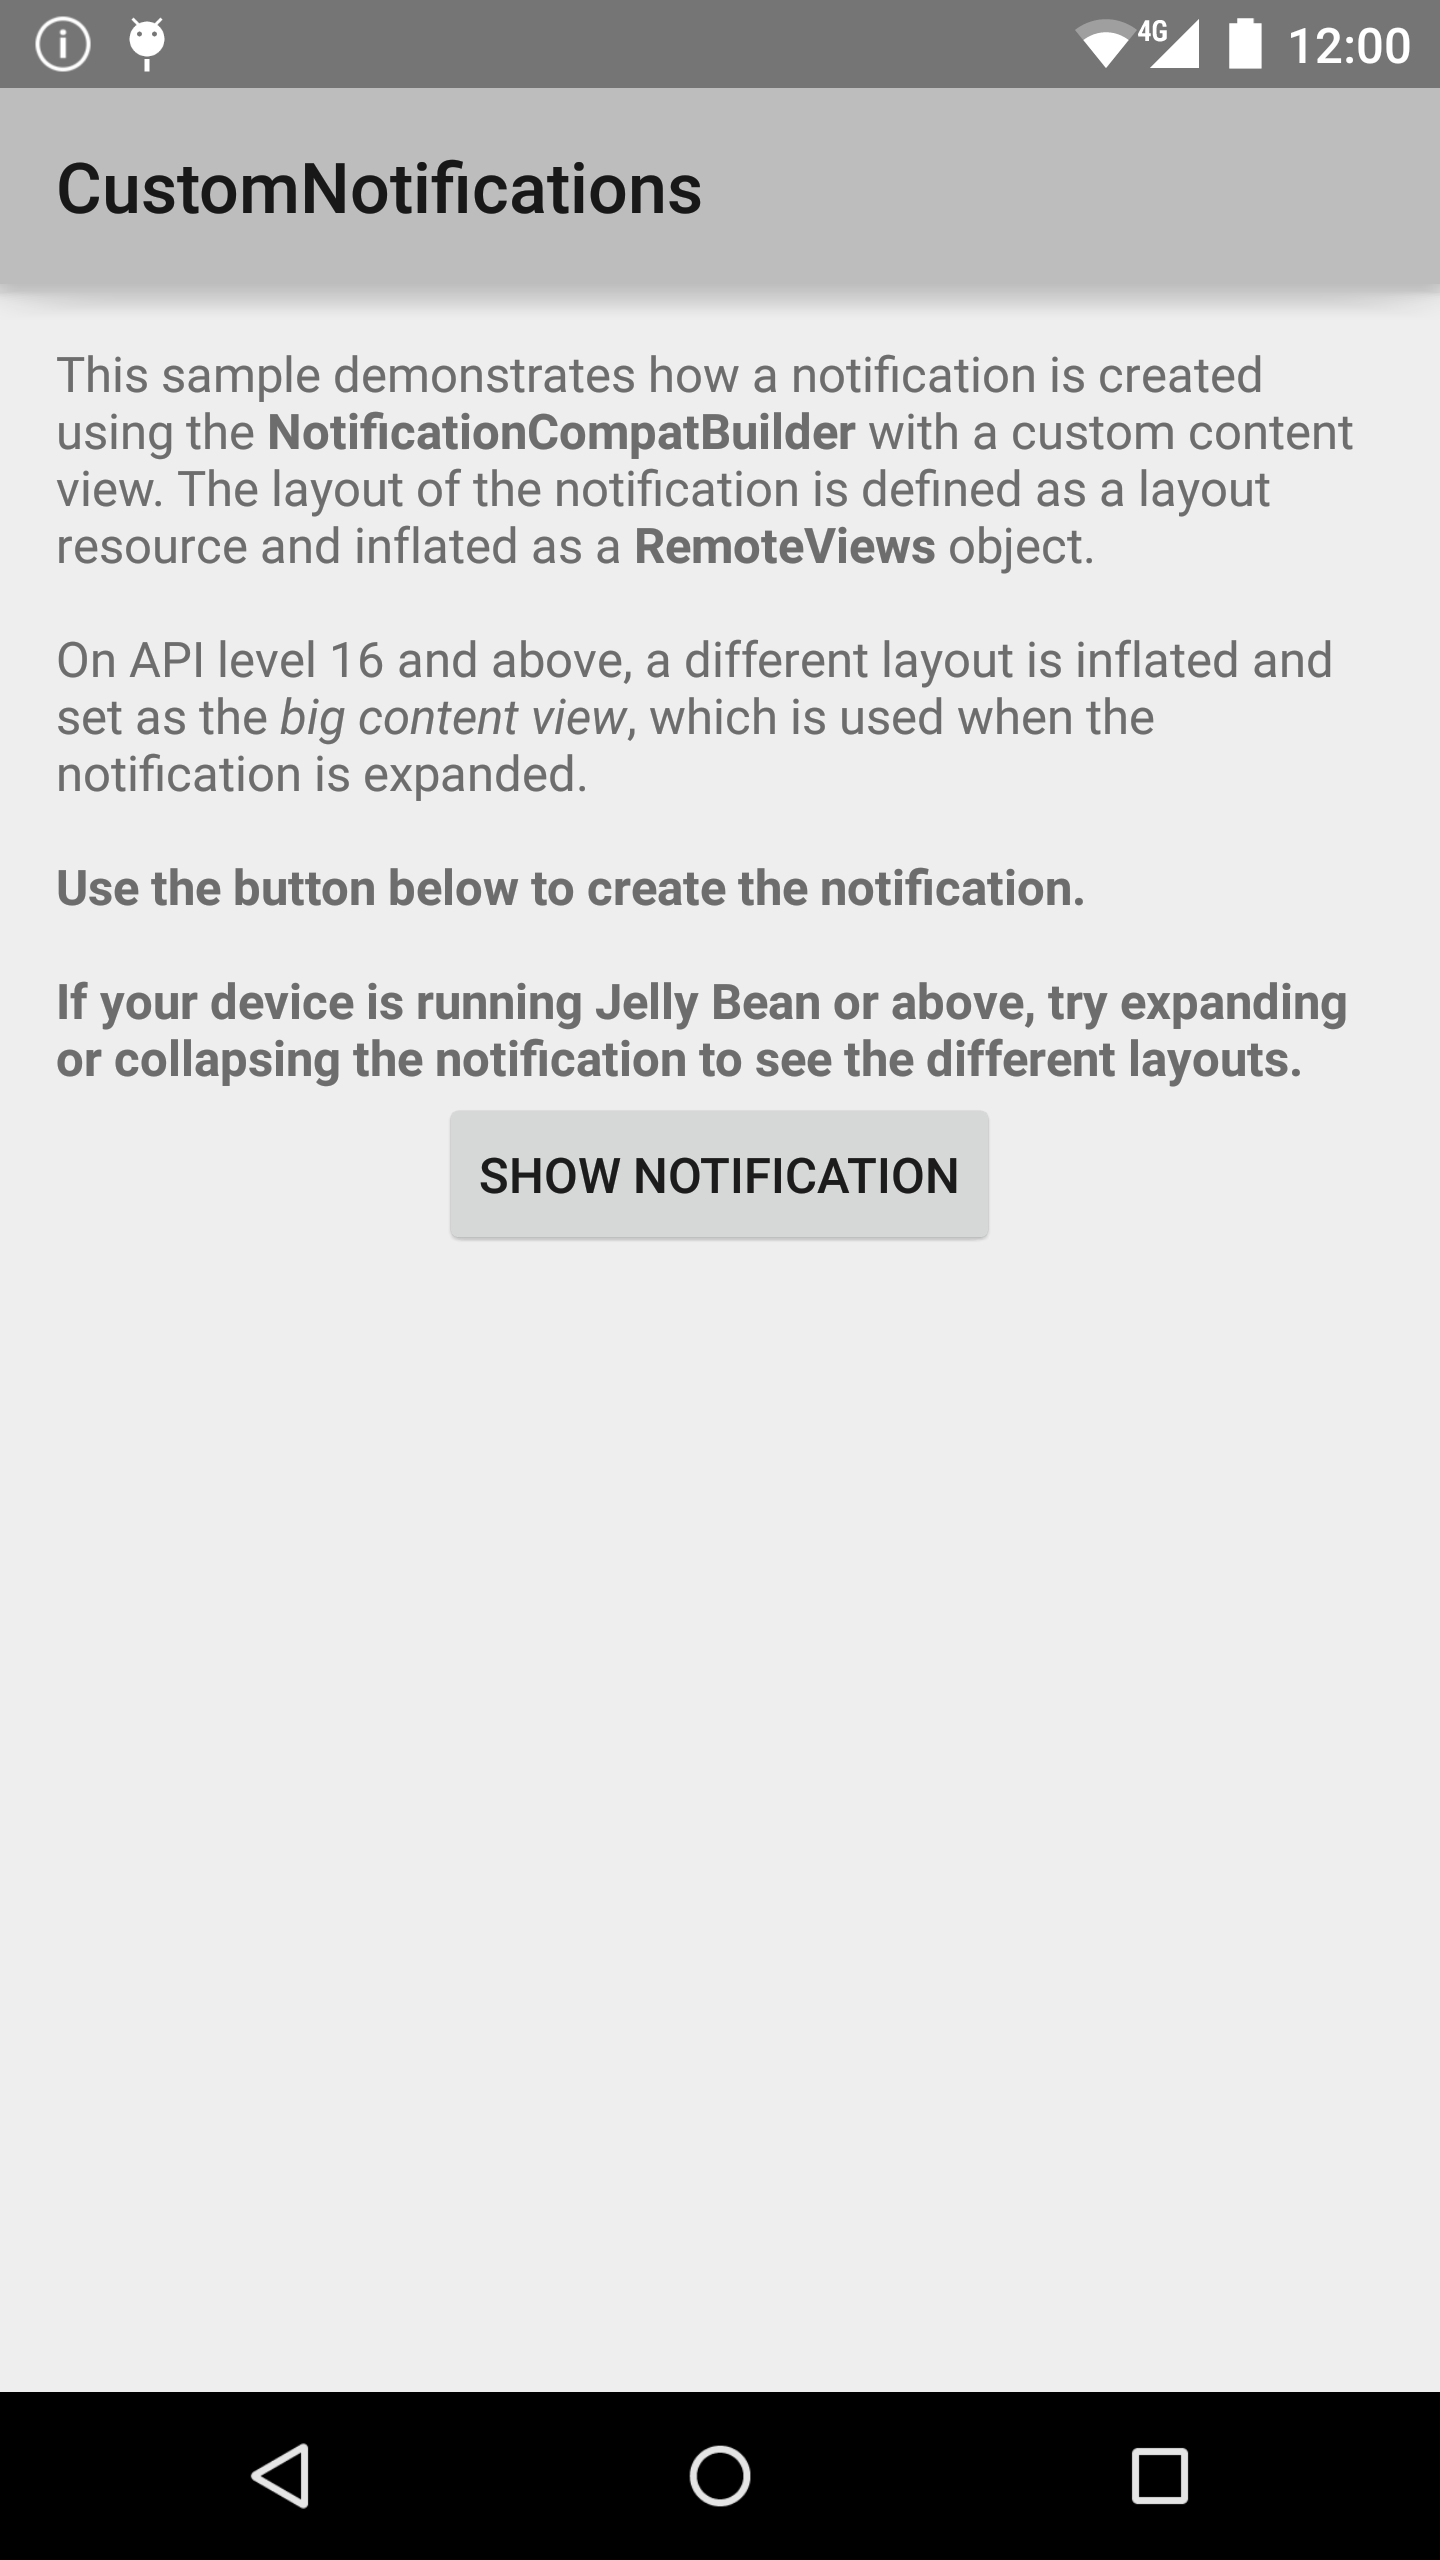 4G 12:00
CustomNotifications
This sample demonstrates how a notification is created
using the NotificationCompatBuilder with a custom content
view. The layout of the notification is defined as a layout
resource and inflated as a RemoteViews object.
On API level 16 and above, a different layout is inflated and
set as the big content view, which is used when the
notification is expanded.
Use the button below to create the notification.
If your device is running Jelly Bean or above, try expanding
or collapsing the notification to see the different layouts.
SHOW NOTIFICATION